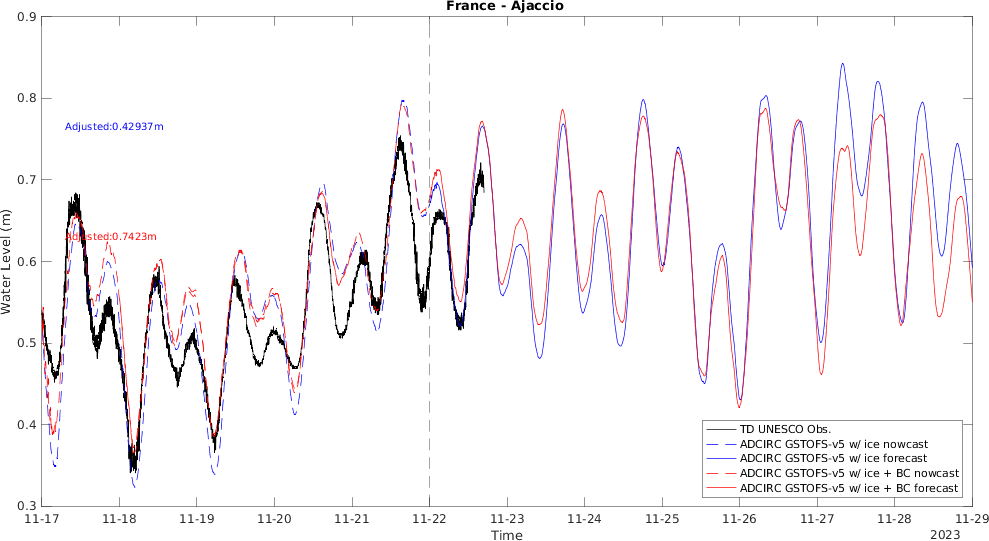 France - Ajaccio
Water Level (m)
0.9
0.8
0.7
0.6
0.5
0.4
0.3
Adjusted:0.42937m
Adjusted:0.7423m
TD UNESCO Obs.
ADCIRC GSTOFS-v5 w/ ice nowcast
ADCIRC GSTOFS-v5 w/ ice forecast
ADCIRC GSTOFS-v5 w/ ice + BC nowcast
ADCIRC GSTOFS-v5 w/ ice + BC forecast
11-17 11-18 11-19 11-20 11-21 11-22 11-23 11-24 11-25 11-26 11-27 11-28 11-29
Time
2023